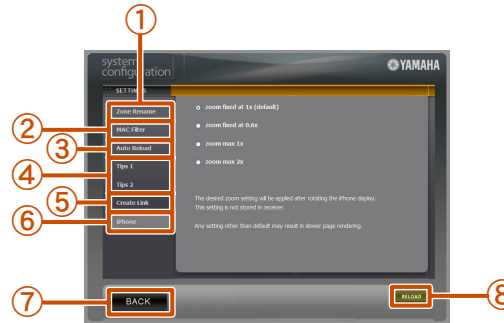 ①
system
configuration
YAMAHA
SETTINGS
Zone Rename
zoom fixed at 1x (default)
② MAC Filter
zoom fixed at 0.6x
③ Auto Reload
zoom max 1x
④ Tips 1
zoom max 2x
Tips 2
⑤ Create Link
The desired zoom setting will be applied after rotating the iPhone display.
This setting is not stored in receiver.
⑥ iPhone
Any setting other than default may result in slower page rendering.
⑦ BACK
RELOAD ⑧